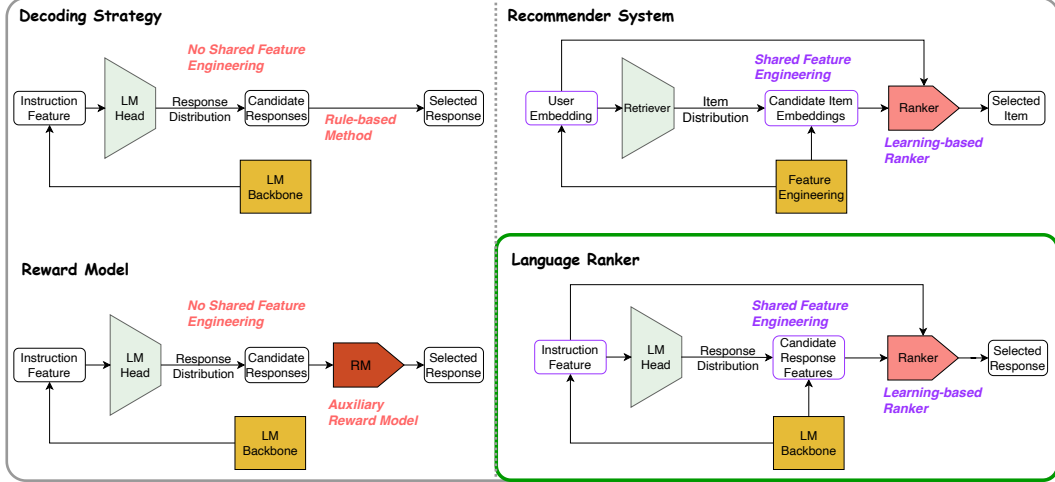 Decoding Strategy
No Shared Feature
Engineering
Instruction
Feature
LM
Head
Response
Distribution
Candidate
Responses
Rule-based
Method
Selected
Response
LM
Backbone
Recommender System
Shared Feature
Engineering
User
Embedding
Retriever
Item
Distribution
Candidate Item
Embeddings
Ranker
Selected
Item
Learning-based
Ranker
Feature
Engineering
Reward Model
No Shared Feature
Engineering
Instruction
Feature
LM
Head
Response
Distribution
Candidate
Responses
RM
Selected
Response
Auxiliary
Reward Model
LM
Backbone
Language Ranker
Shared Feature
Engineering
Instruction
Feature
LM
Head
Response
Distribution
Candidate
Response
Features
Ranker
Selected
Response
Learning-based
Ranker
LM
Backbone